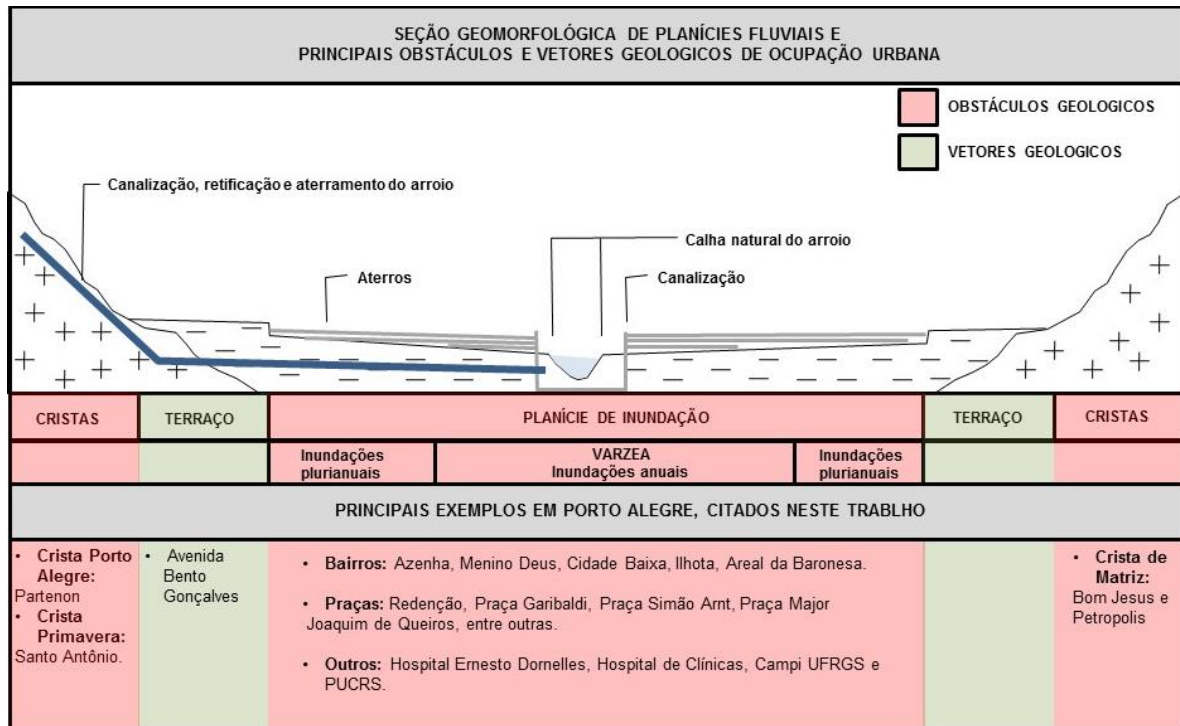 SEÇÃO GEOMORFOLÓGICA DE PLANÍCIES FLUVIAIS E
PRINCIPAIS OBSTÁCULOS E VETORES GEOLOGICOS DE OCUPAÇÃO URBANA
OBSTÁCULOS GEOLOGICOS
VETORES GEOLOGICOS
Canalização, retificação e aterramento do arroio
Calha natural do arroio
Aterros
Canalização
CRISTAS
TERRAÇO
PLANÍCIE DE INUNDAÇÃO
TERRAÇO
CRISTAS
Inundações
plurianuais
VARZEA
Inundações anuais
Inundações
plurianuais
PRINCIPAIS EXEMPLOS EM PORTO ALEGRE, CITADOS NESTE TRABLHO
• Crista Porto
Alegre:
Partenon
• Crista
Primavera:
Santo Antônio.
• Avenida
Bento
Gonçalves
• Bairros: Azenha, Menino Deus, Cidade Baixa, Ilhota, Areal da Baronesa.
• Praças: Redenção, Praça Garibaldi, Praça Simão Arnt, Praça Major
Joaquim de Queiros, entre outras.
• Outros: Hospital Ernesto Dornelles, Hospital de Clínicas, Campi UFRGS e
PUCRS.
• Crista de
Matriz:
Bom Jesus e
Petropolis